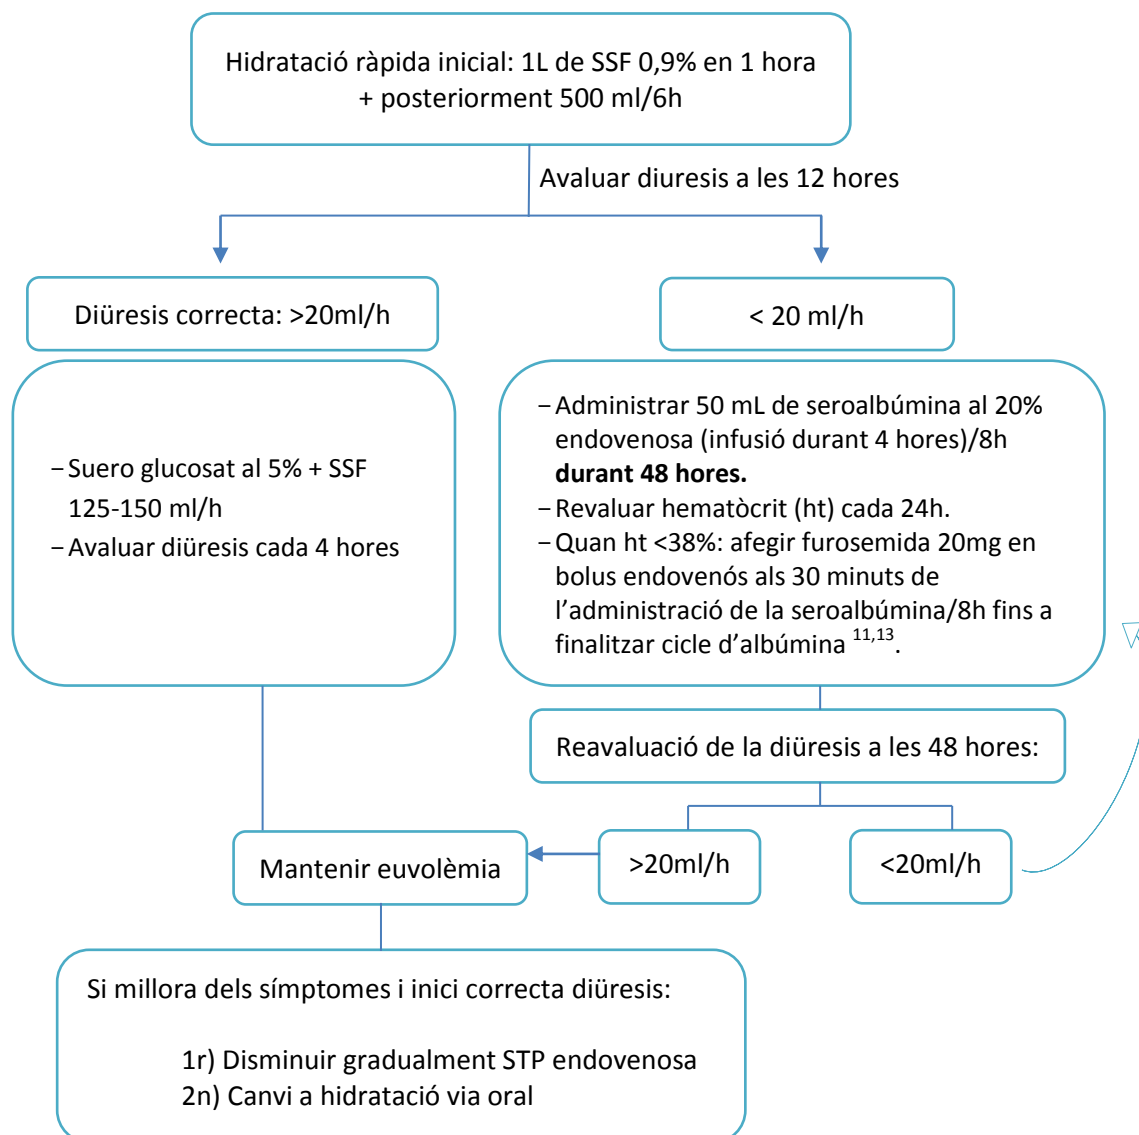 Hidratació ràpida inicial: 1L de SSF 0,9% en 1 hora
+ posteriorment 500 ml/6h
Avaluar diuresis a les 12 hores
Diüresis correcta: >20ml/h
< 20 ml/h
– Suero glucosat al 5% + SSF
125-150 ml/h
– Avaluar diüresis cada 4 hores
– Administrar 50 mL de seroalbúmina al 20%
endovenosa (infusió durant 4 hores)/8h
durant 48 hores.
– Revaluar hematòcrit (ht) cada 24h.
– Quan ht <38%: afegir furosemida 20mg en
bolus endovenós als 30 minuts de
l’administració de la seroalbúmina/8h fins a
finalitzar cicle d’albúmina 11,13.
Reavaluació de la diüresis a les 48 hores:
Mantenir euvolèmia
>20ml/h
<20ml/h
Si millora dels símptomes i inici correcta diüresis:
1r) Disminuir gradualment STP endovenosa
2n) Canvi a hidratació via oral